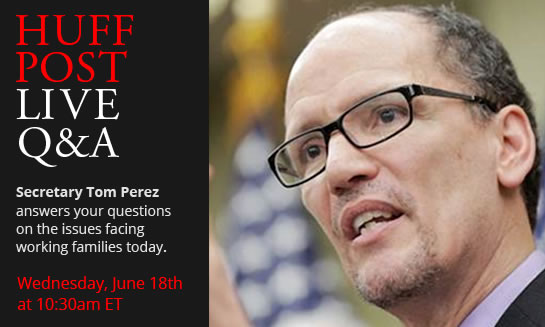 HUFF
POST
LIVE
Q&A
Secretary Tom Perez
answers your questions
on the issues facing
working families today.
Wednesday, June 18th
at 10:30am ET